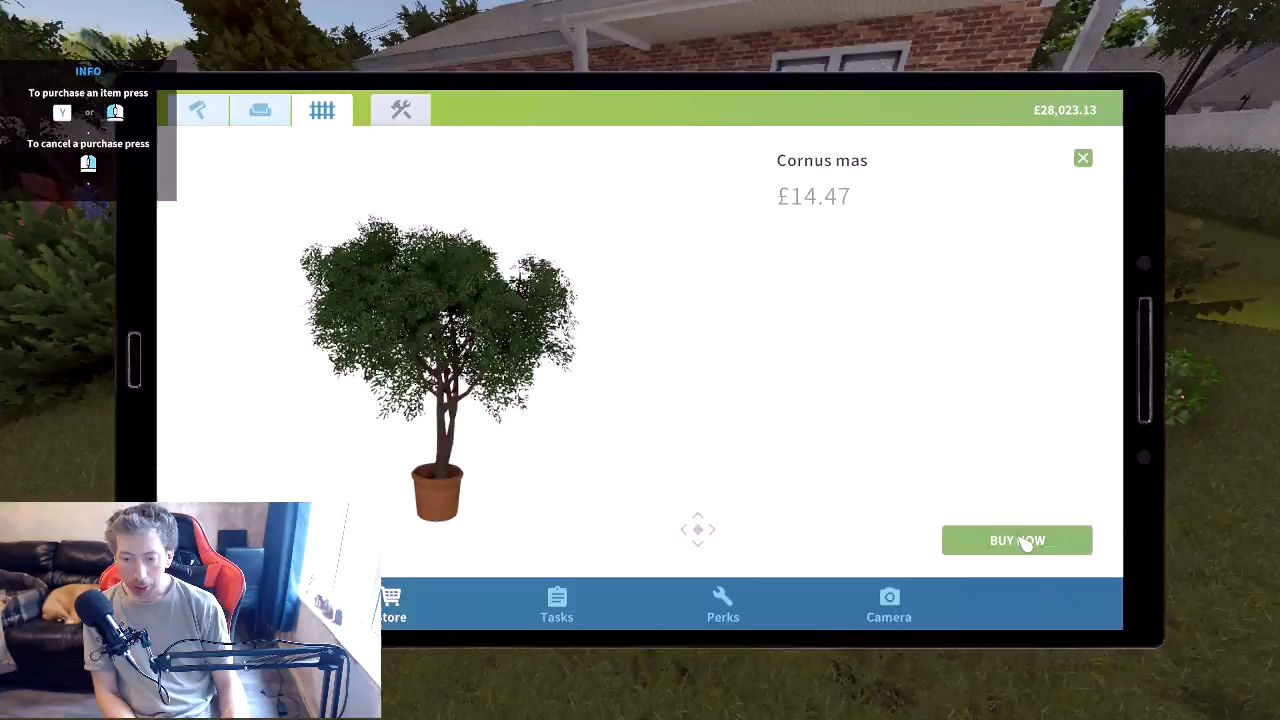 INFO
To purchase an item press
Y or
.
To cancel a purchase press
.
£28,023.13
Cornus mas
£14.47
BUY NOW
Store
Tasks
Perks
Camera